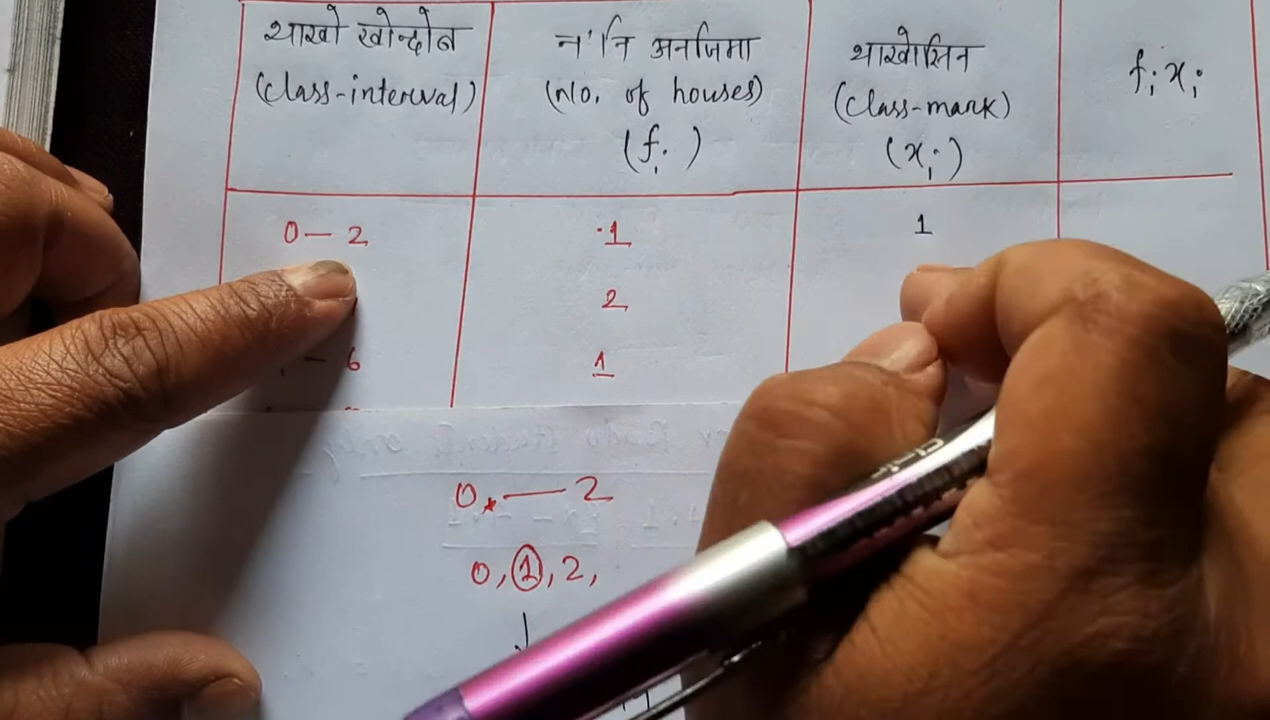 थाखो खोन्दोब
(class-interval)
न'नि अनजिमा
(No. of houses)
(fi)
थाखोसिन
(class-mark)
(xi)
fixi
0 — 2
1
1
2
— 6
1
0 — 2
0, 1, 2,